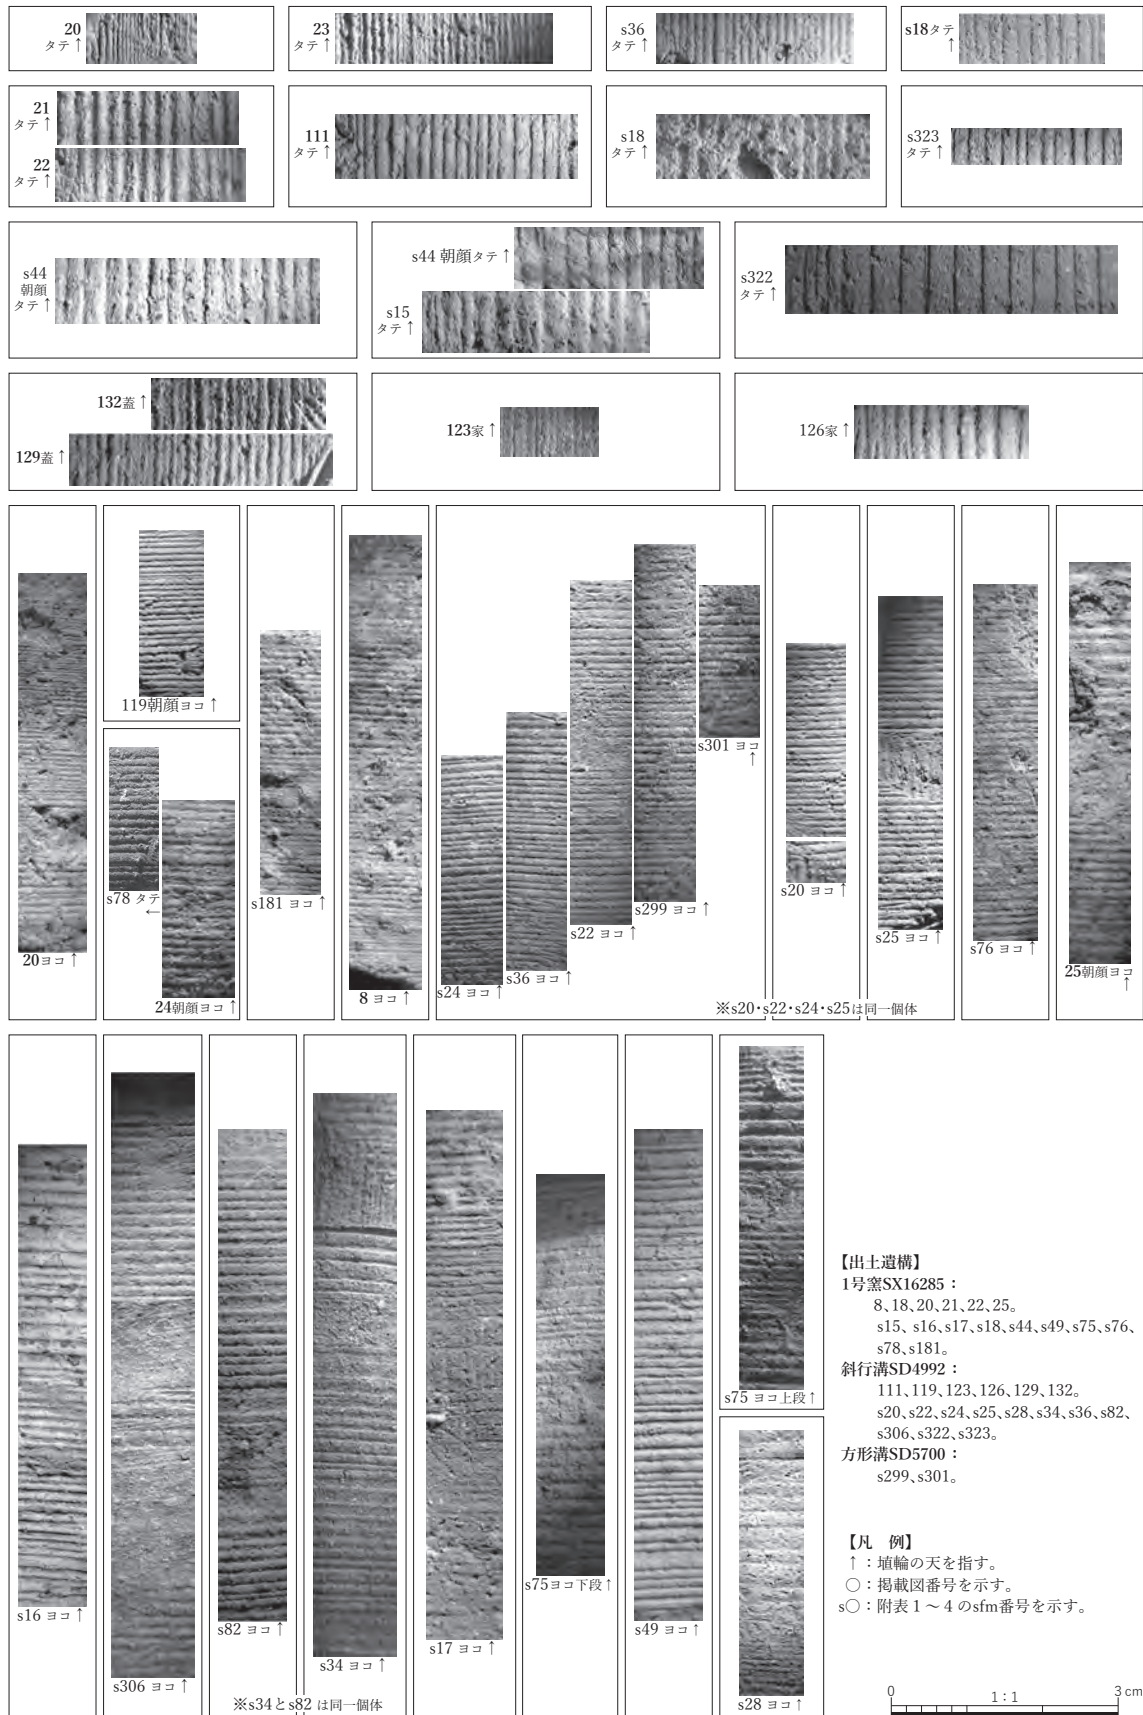 20
タテ↑
23
タテ↑
s36
タテ↑
s18タテ
↑
21
タテ↑
22
タテ↑
111
タテ↑
s18
タテ↑
s323
タテ↑
s44
朝顔
タテ↑
s44 朝顔タテ↑
s15
タテ↑
s322
タテ↑
132蓋↑
129蓋↑
123家↑
126家↑
20ヨコ↑
119朝顔ヨコ↑
s78 タテ
←
24朝顔ヨコ↑
s181 ヨコ↑
8 ヨコ↑
s24 ヨコ↑
s36 ヨコ↑
s22 ヨコ↑
s299 ヨコ↑
s301 ヨコ
↑
s20 ヨコ↑
s25 ヨコ↑
s76 ヨコ↑
25朝顔ヨコ
↑
※s20・s22・s24・s25は同一個体
s16 ヨコ↑
s306 ヨコ↑
s82 ヨコ↑
s34 ヨコ↑
※s34とs82 は同一個体
s17 ヨコ↑
s75ヨコ下段↑
s49 ヨコ↑
s75 ヨコ上段↑
s28 ヨコ↑
【出土遺構】
1号窯SX16285：
8、18、20、21、22、25。
s15、s16、s17、s18、s44、s49、s75、s76、
s78、s181。
斜行溝SD4992：
111、119、123、126、129、132。
s20、s22、s24、s25、s28、s34、s36、s82、
s306、s322、s323。
方形溝SD5700：
s299、s301。
【凡　例】
↑：埴輪の天を指す。
○：掲載図番号を示す。
s○：附表１～４のsfm番号を示す。
0 1：1 3 cm